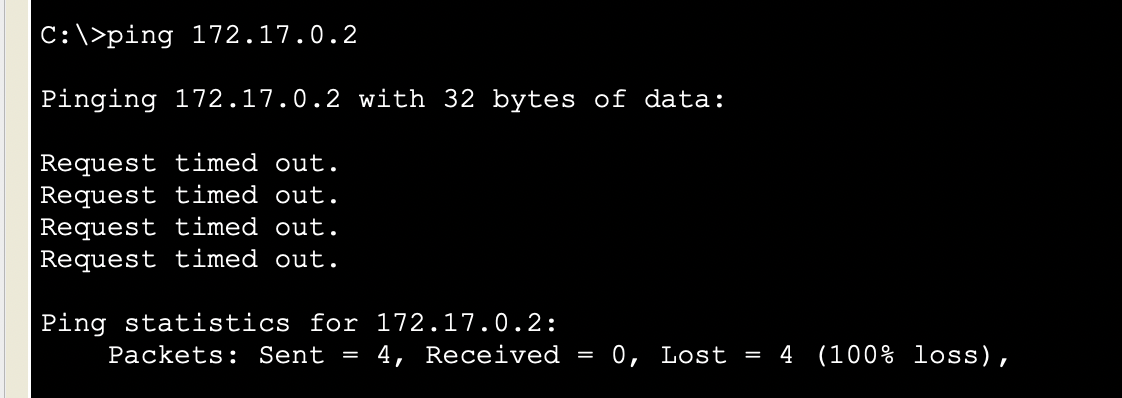 C:\>ping 172.17.0.2
Pinging 172.17.0.2 with 32 bytes of data:
Request timed out.
Request timed out.
Request timed out.
Request timed out.
Ping statistics for 172.17.0.2:
    Packets: Sent = 4, Received = 0, Lost = 4 (100% loss),